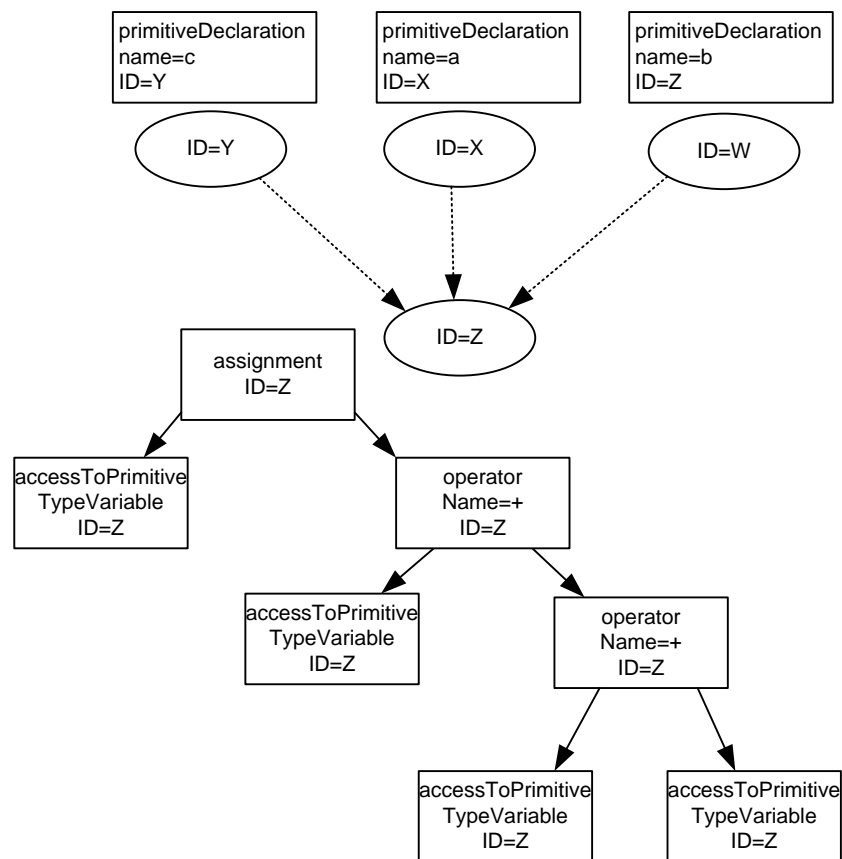 primitiveDeclaration
name=c
ID=Y
primitiveDeclaration
name=a
ID=X
primitiveDeclaration
name=b
ID=Z
ID=Y
ID=X
ID=W
ID=Z
assignment
ID=Z
accessToPrimitive
TypeVariable
ID=Z
operator
Name=+
ID=Z
accessToPrimitive
TypeVariable
ID=Z
operator
Name=+
ID=Z
accessToPrimitive
TypeVariable
ID=Z
accessToPrimitive
TypeVariable
ID=Z